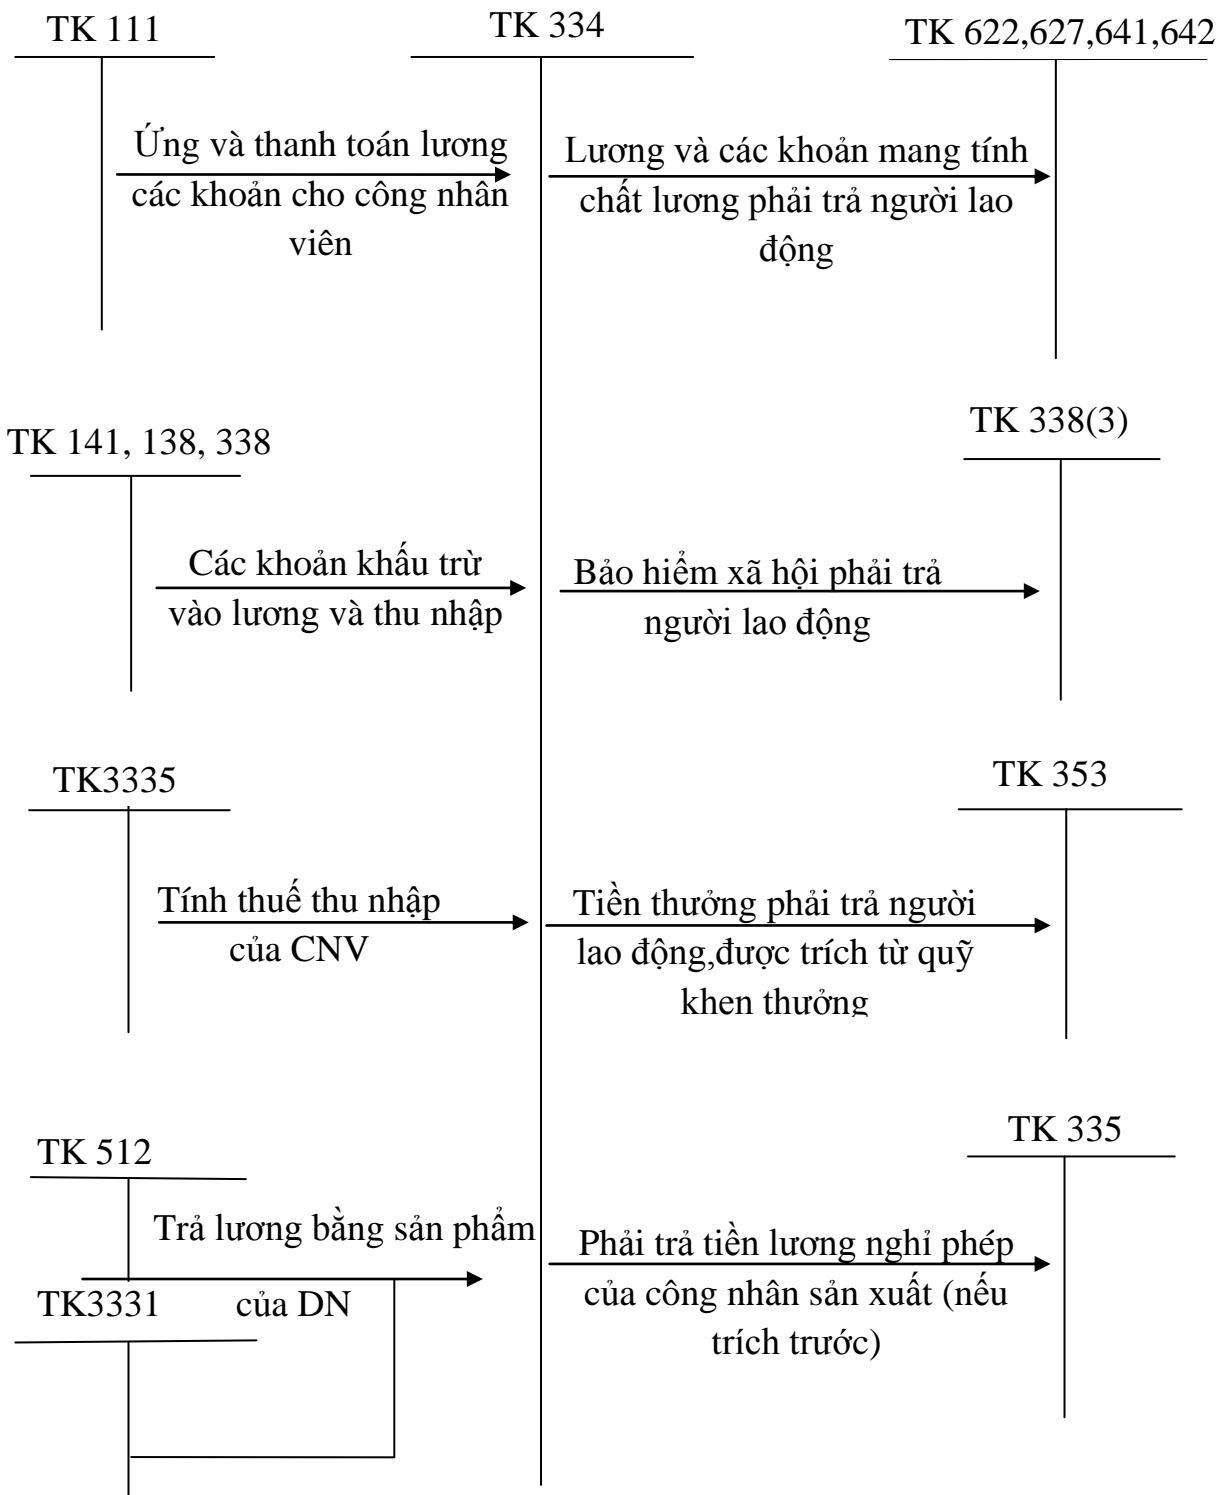 TK 111
TK 334
TK 622,627,641,642
Ứng và thanh toán lương
các khoản cho công nhân
viên
Lương và các khoản mang tính
chất lương phải trả người lao
động
TK 141, 138, 338
TK 338(3)
Các khoản khấu trừ
vào lương và thu nhập
Bảo hiểm xã hội phải trả
người lao động
TK3335
TK 353
Tính thuế thu nhập
của CNV
Tiền thưởng phải trả người
lao động,được trích từ quỹ
khen thưởng
TK 512
TK 335
Trả lương bằng sản phẩm
của DN
TK3331
Phải trả tiền lương nghỉ phép
của công nhân sản xuất (nếu
trích trước)